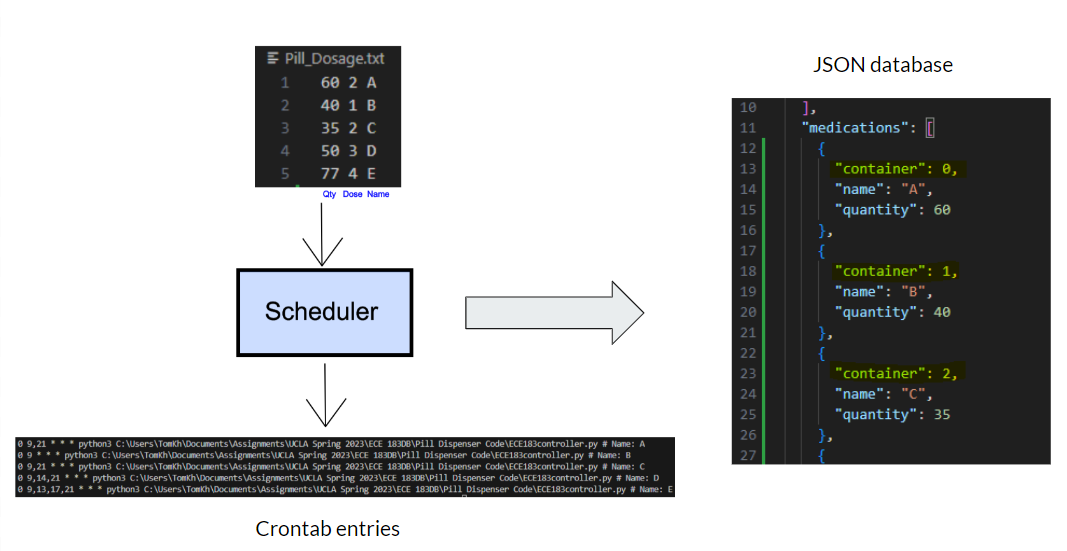 Pill_Dosage.txt
1 60 2 A
2 40 1 B
3 35 2 C
4 50 3 D
5 77 4 E
Qty Dose Name
Scheduler
0 9,21 * * * python3 C:\Users\TomKh\Documents\Assignments\UCLA Spring 2023\ECE 183DB\Pill Dispenser Code\ECE183controller.py # Name: A
0 9 * * * python3 C:\Users\TomKh\Documents\Assignments\UCLA Spring 2023\ECE 183DB\Pill Dispenser Code\ECE183controller.py # Name: B
0 9,21 * * * python3 C:\Users\TomKh\Documents\Assignments\UCLA Spring 2023\ECE 183DB\Pill Dispenser Code\ECE183controller.py # Name: C
0 9,14,21 * * * python3 C:\Users\TomKh\Documents\Assignments\UCLA Spring 2023\ECE 183DB\Pill Dispenser Code\ECE183controller.py # Name: D
0 9,13,17,21 * * * python3 C:\Users\TomKh\Documents\Assignments\UCLA Spring 2023\ECE 183DB\Pill Dispenser Code\ECE183controller.py # Name: E
Crontab entries
JSON database
10 ],
11 "medications": [
12 {
13 "container": 0,
14 "name": "A",
15 "quantity": 60
16 },
17 {
18 "container": 1,
19 "name": "B",
20 "quantity": 40
21 },
22 {
23 "container": 2,
24 "name": "C",
25 "quantity": 35
26 },
27 {